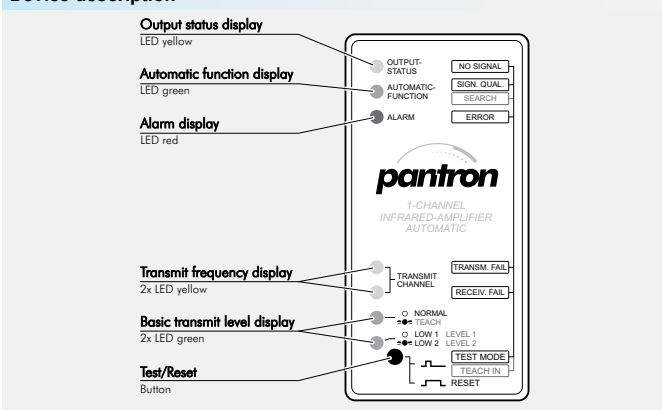 Output status display
LED yellow
Automatic function display
LED green
Alarm display
LED red
Transmit frequency display
2x LED yellow
Basic transmit level display
2x LED green
Test/Reset
Button
OUTPUT-
STATUS
NO SIGNAL
AUTOMATIC-
FUNCTION
SIGN. QUAL.
SEARCH
ALARM
ERROR
pantron
1-CHANNEL
INFRARED-AMPLIFIER
AUTOMATIC
TRANSMIT
CHANNEL
TRANSM. FAIL
RECEIV. FAIL
NORMAL
TEACH
LOW 1 LEVEL 1
LOW 2 LEVEL 2
TEST MODE
TEACH IN
RESET